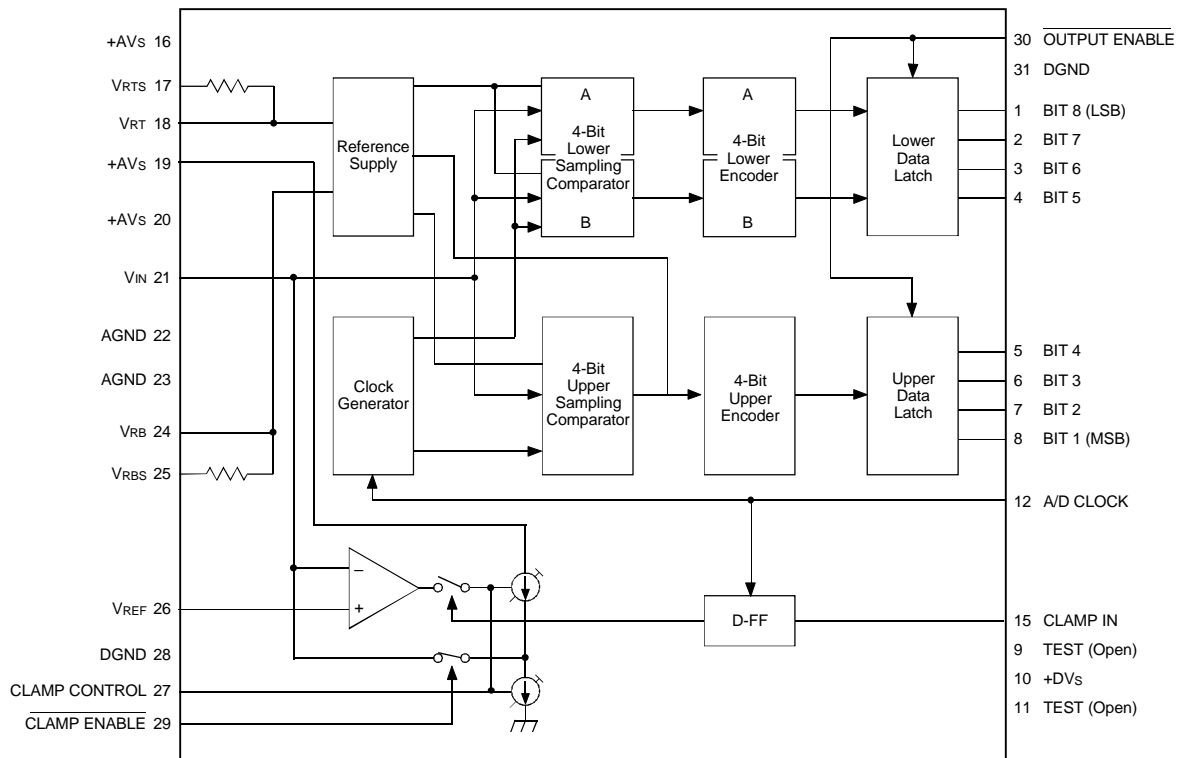 +AVS 16
VRTS 17
VRT 18
+AVS 19
+AVS 20
VIN 21
AGND 22
AGND 23
VRB 24
VRBS 25
VREF 26
DGND 28
CLAMP CONTROL 27
CLAMP ENABLE 29
Reference
Supply
A
4-Bit
Lower
Sampling
Comparator
B
A
4-Bit
Lower
Encoder
B
Lower
Data
Latch
Clock
Generator
4-Bit
Upper
Sampling
Comparator
4-Bit
Upper
Encoder
Upper
Data
Latch
–
+
D-FF
30 OUTPUT ENABLE
31 DGND
1 BIT 8 (LSB)
2 BIT 7
3 BIT 6
4 BIT 5
5 BIT 4
6 BIT 3
7 BIT 2
8 BIT 1 (MSB)
12 A/D CLOCK
15 CLAMP IN
9 TEST (Open)
10 +DVS
11 TEST (Open)